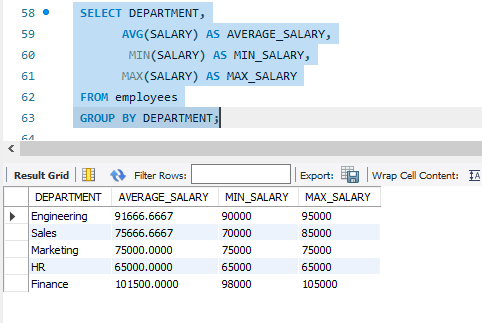 58 SELECT DEPARTMENT,
59 AVG(SALARY) AS AVERAGE_SALARY,
60 MIN(SALARY) AS MIN_SALARY,
61 MAX(SALARY) AS MAX_SALARY
62 FROM employees
63 GROUP BY DEPARTMENT;
64
Result Grid Filter Rows: Export: Wrap Cell Content: IA
DEPARTMENT AVERAGE_SALARY MIN_SALARY MAX_SALARY
Engineering 91666.6667 90000 95000
Sales 75666.6667 70000 85000
Marketing 75000.0000 75000 75000
HR 65000.0000 65000 65000
Finance 101500.0000 98000 105000